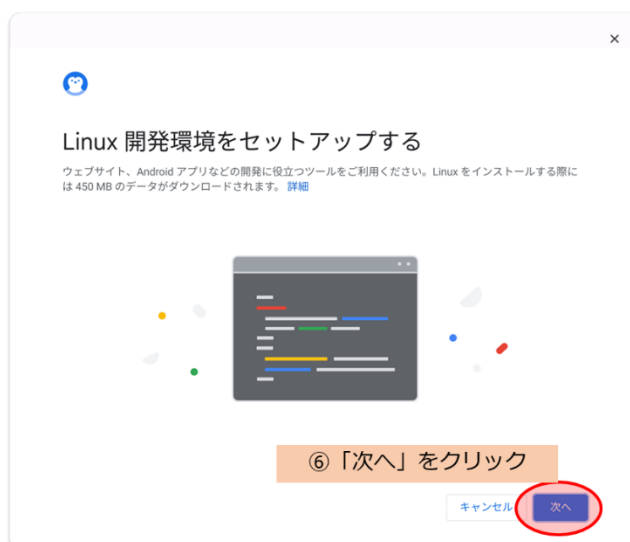 Linux 開発環境をセットアップする
ウェブサイト、Android アプリなどの開発に役立つツールをご利用ください。Linux をインストールする際に
は 450 MB のデータがダウンロードされます。 詳細
⑥「次へ」をクリック
キャンセル 次へ